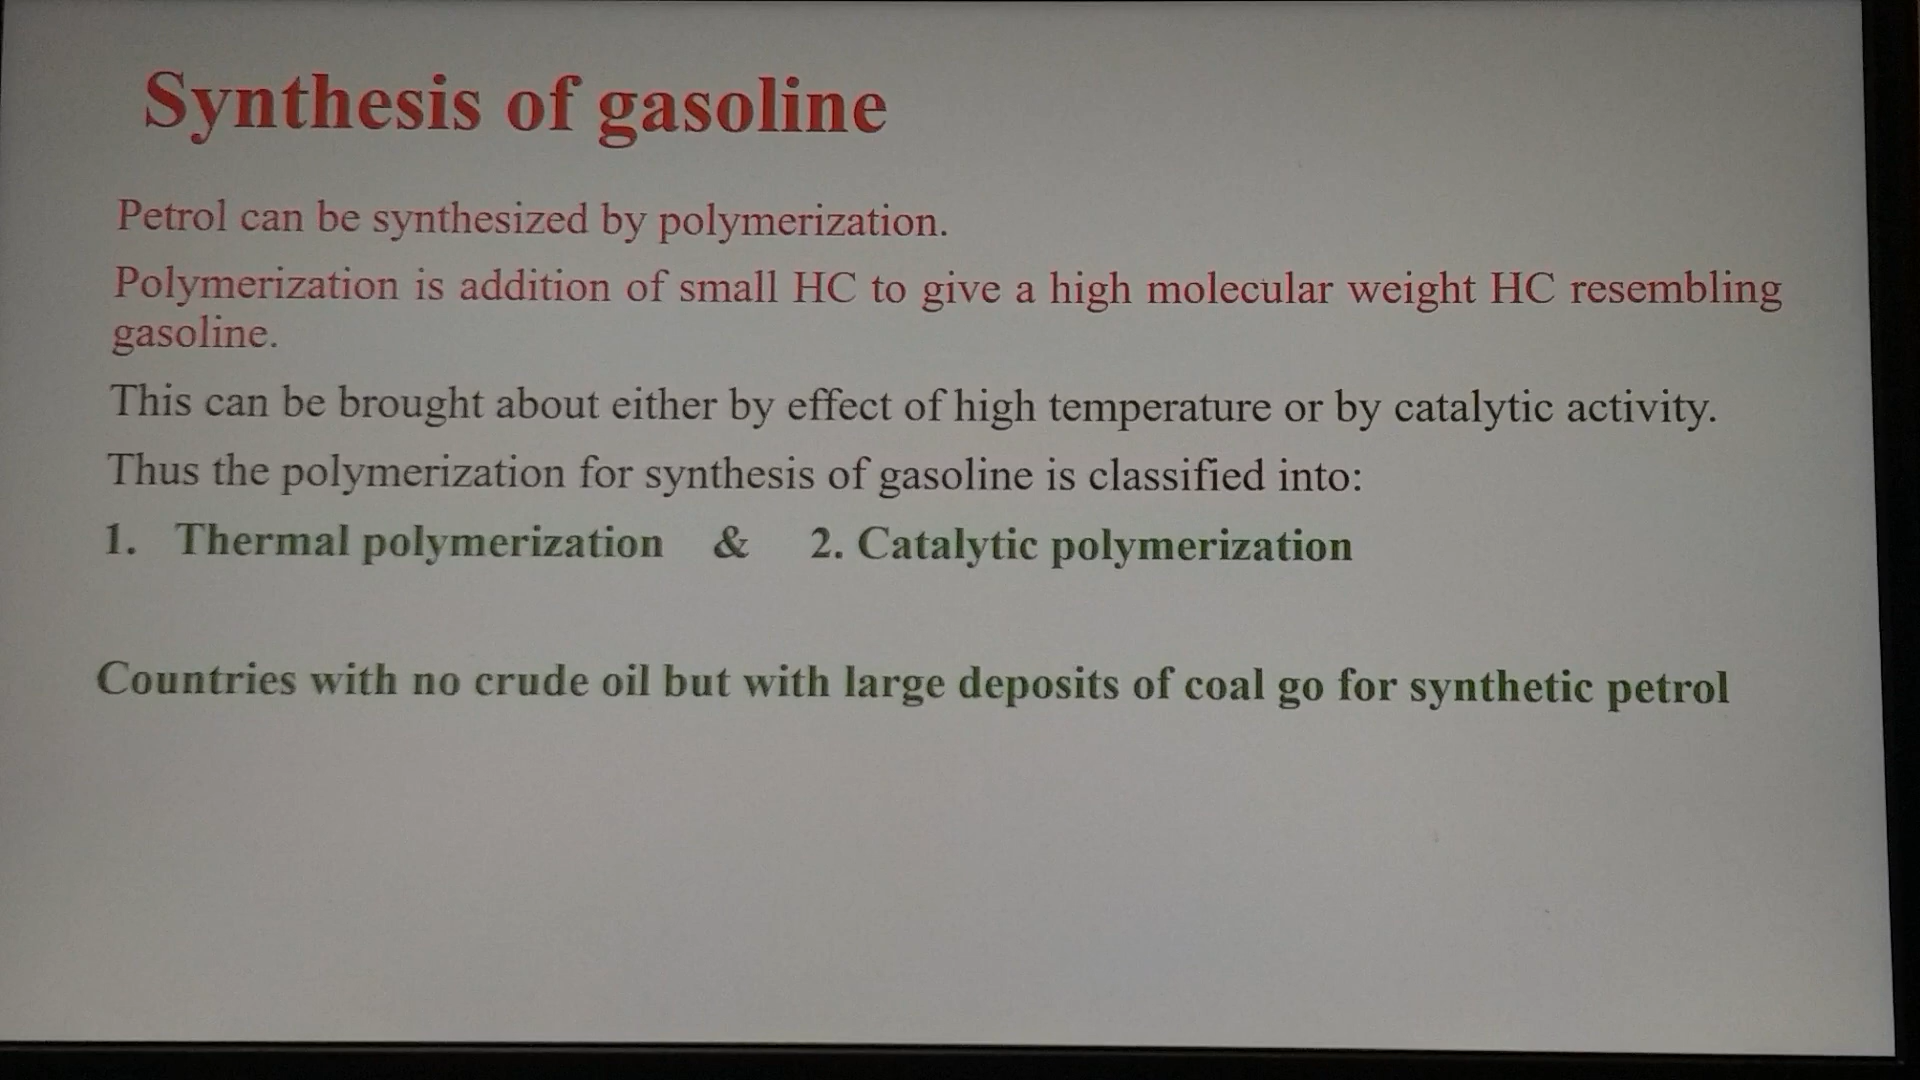 Synthesis of gasoline
Petrol can be synthesized by polymerization.
Polymerization is addition of small HC to give a high molecular weight HC resembling
gasoline.
This can be brought about either by effect of high temperature or by catalytic activity.
Thus the polymerization for synthesis of gasoline is classified into:
1. Thermal polymerization & 2. Catalytic polymerization
Countries with no crude oil but with large deposits of coal go for synthetic petrol